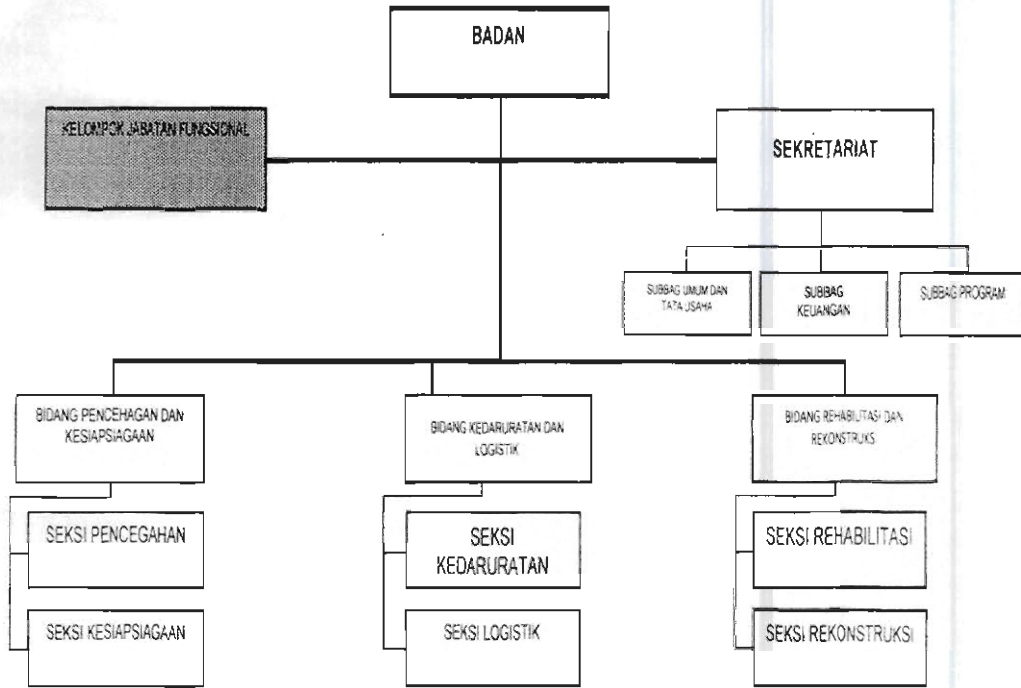 BADAN
KELOMPOK JABATAN FUNGSIONAL
SEKRETARIAT
SUBBAG UMUM DAN
TATA USAHA
SUBBAG
KEUANGAN
SUBBAG PROGRAM
BIDANG PENCEHAGAN DAN
KESIAPSIAGAAN
BIDANG KEDARURATAN DAN
LOGISTIK
BIDANG REHABILITASI DAN
REKONSTRUKS
SEKSI PENCEGAHAN
SEKSI
KEDARURATAN
SEKSI REHABILITASI
SEKSI KESIAPSIAGAAN
SEKSI LOGISTIK
SEKSI REKONSTRUKSI